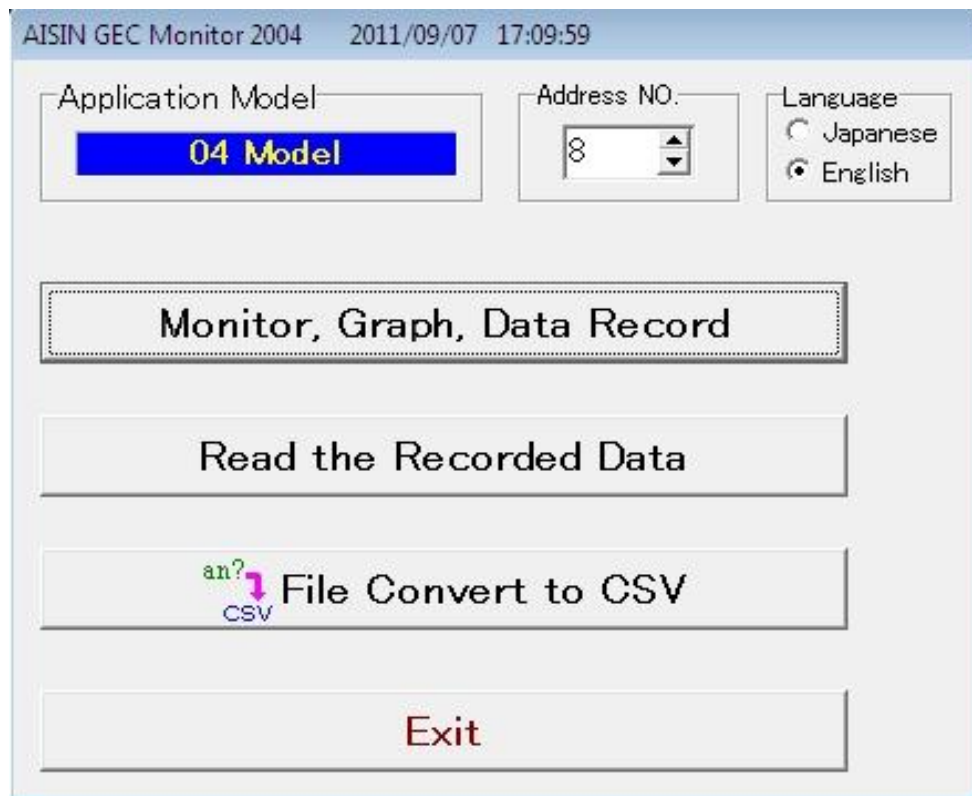 AISIN GEC Monitor 2004 2011/09/07 17:09:59
Application Model
04 Model
Address NO.
8
Language
Japanese
English
Monitor, Graph, Data Record
Read the Recorded Data
an?
CSV
File Convert to CSV
Exit